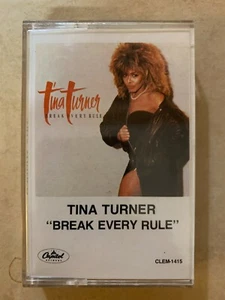 Tina Turner
BREAK EVERY RULE
TINA TURNER
“BREAK EVERY RULE”
Capitol
CLEM-1415